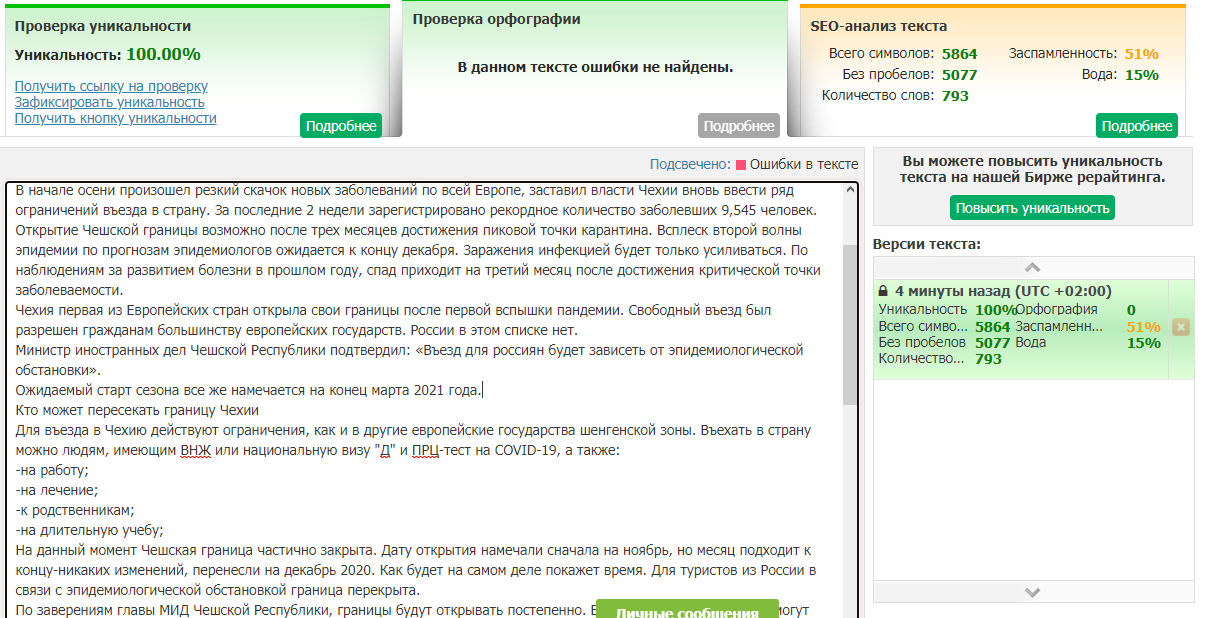 Проверка уникальности
Уникальность: 100.00%
Получить ссылку на проверку
Зафиксировать уникальность
Получить кнопку уникальности
Подробнее
Проверка орфографии
В данном тексте ошибки не найдены.
Подробнее
SEO-анализ текста
Всего символов: 5864 Заспамленность: 51%
Без пробелов: 5077 Вода: 15%
Количество слов: 793
Подробнее
Подсвечено: Ошибки в тексте
В начале осени произошел резкий скачок новых заболеваний по всей Европе, заставил власти Чехии вновь ввести ряд
ограничений въезда в страну. За последние 2 недели зарегистрировано рекордное количество заболевших 9,545 человек.
Открытие Чешской границы возможно после трех месяцев достижения пиковой точки карантина. Всплеск второй волны
эпидемии по прогнозам эпидемиологов ожидается к концу декабря. Заражения инфекцией будет только усиливаться. По
наблюдениям за развитием болезни в прошлом году, спад приходит на третий месяц после достижения критической точки
заболеваемости.
Чехия первая из Европейских стран открыла свои границы после первой вспышки пандемии. Свободный въезд был
разрешен гражданам большинству европейских государств. России в этом списке нет.
Министр иностранных дел Чешской Республики подтвердил: «Въезд для россиян будет зависеть от эпидемиологической
обстановки».
Ожидаемый старт сезона все же намечается на конец марта 2021 года.
Кто может пересекать границу Чехии
Для въезда в Чехию действуют ограничения, как и в другие европейские государства шенгенской зоны. Въехать в страну
можно людям, имеющим ВНЖ или национальную визу "Д" и ПРЦ-тест на COVID-19, а также:
-на работу;
-на лечение;
-к родственникам;
-на длительную учебу;
На данный момент Чешская граница частично закрыта. Дату открытия намечали сначала на ноябрь, но месяц подходит к
концу-никаких изменений, перенесли на декабрь 2020. Как будет на самом деле покажет время. Для туристов из России в
связи с эпидемиологической обстановкой граница перекрыта.
По заверениям главы МИД Чешской Республики, границы будут открывать постепенно.
Личные сообщения
Вы можете повысить уникальность
текста на нашей Бирже рерайтинга.
Повысить уникальность
Версии текста:
4 минуты назад (UTC +02:00)
Уникальность 100% Орфография 0
Всего симво... 5864 Заспамленн... 51%
Без пробелов 5077 Вода 15%
Количество... 793